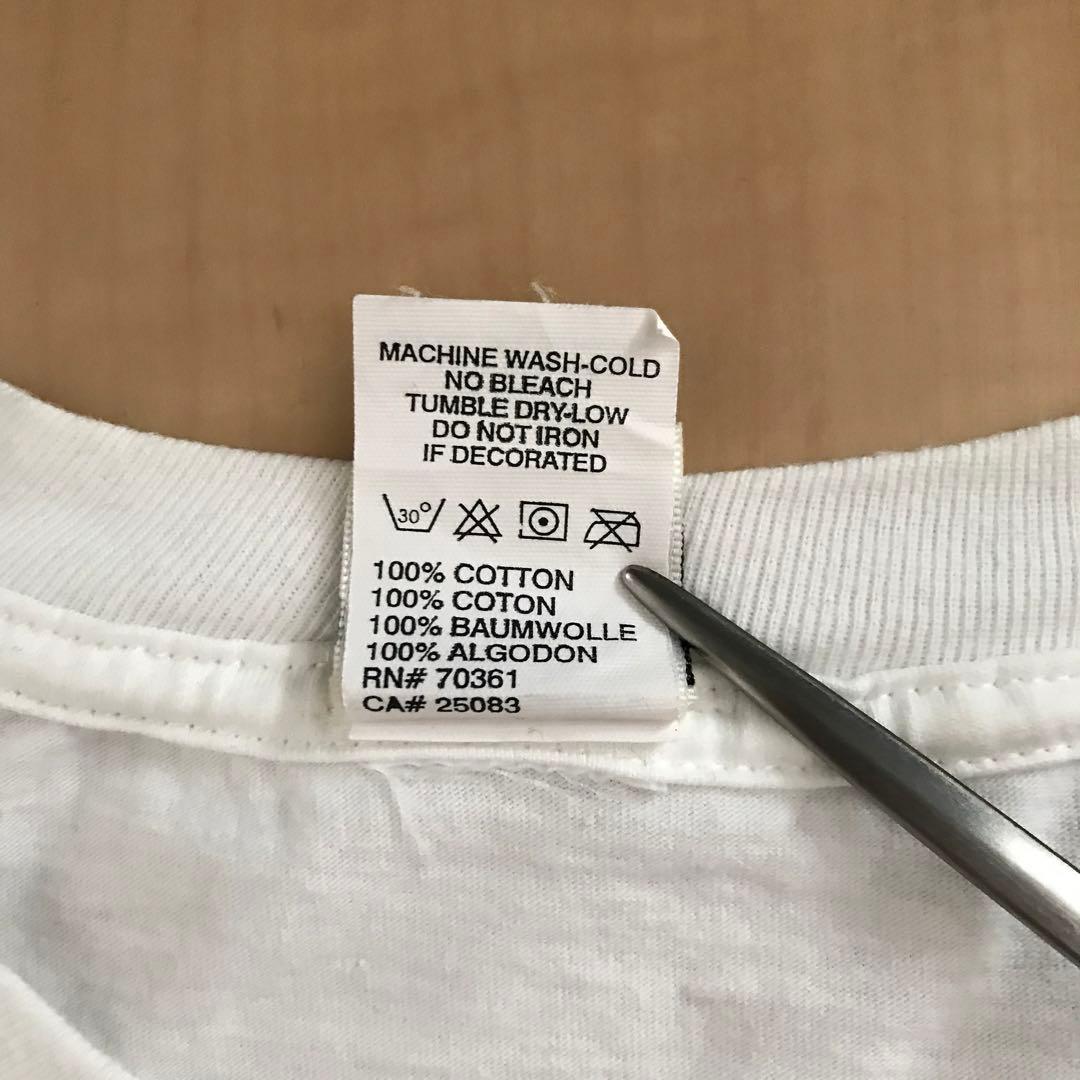 MACHINE WASH-COLD
NO BLEACH
TUMBLE DRY-LOW
DO NOT IRON
IF DECORATED
30°
100% COTTON
100% COTON
100% BAUMWOLLE
100% ALGODON
RN# 70361
CA# 25083